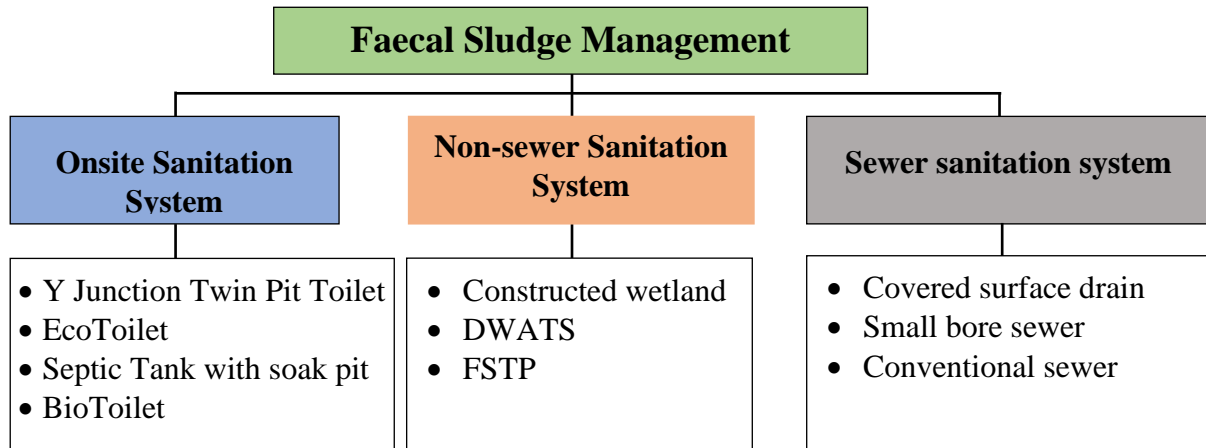 Faecal Sludge Management
Onsite Sanitation
System
Non-sewer Sanitation
System
Sewer sanitation system
• Y Junction Twin Pit Toilet
• EcoToilet
• Septic Tank with soak pit
• BioToilet
• Constructed wetland
• DWATS
• FSTP
• Covered surface drain
• Small bore sewer
• Conventional sewer